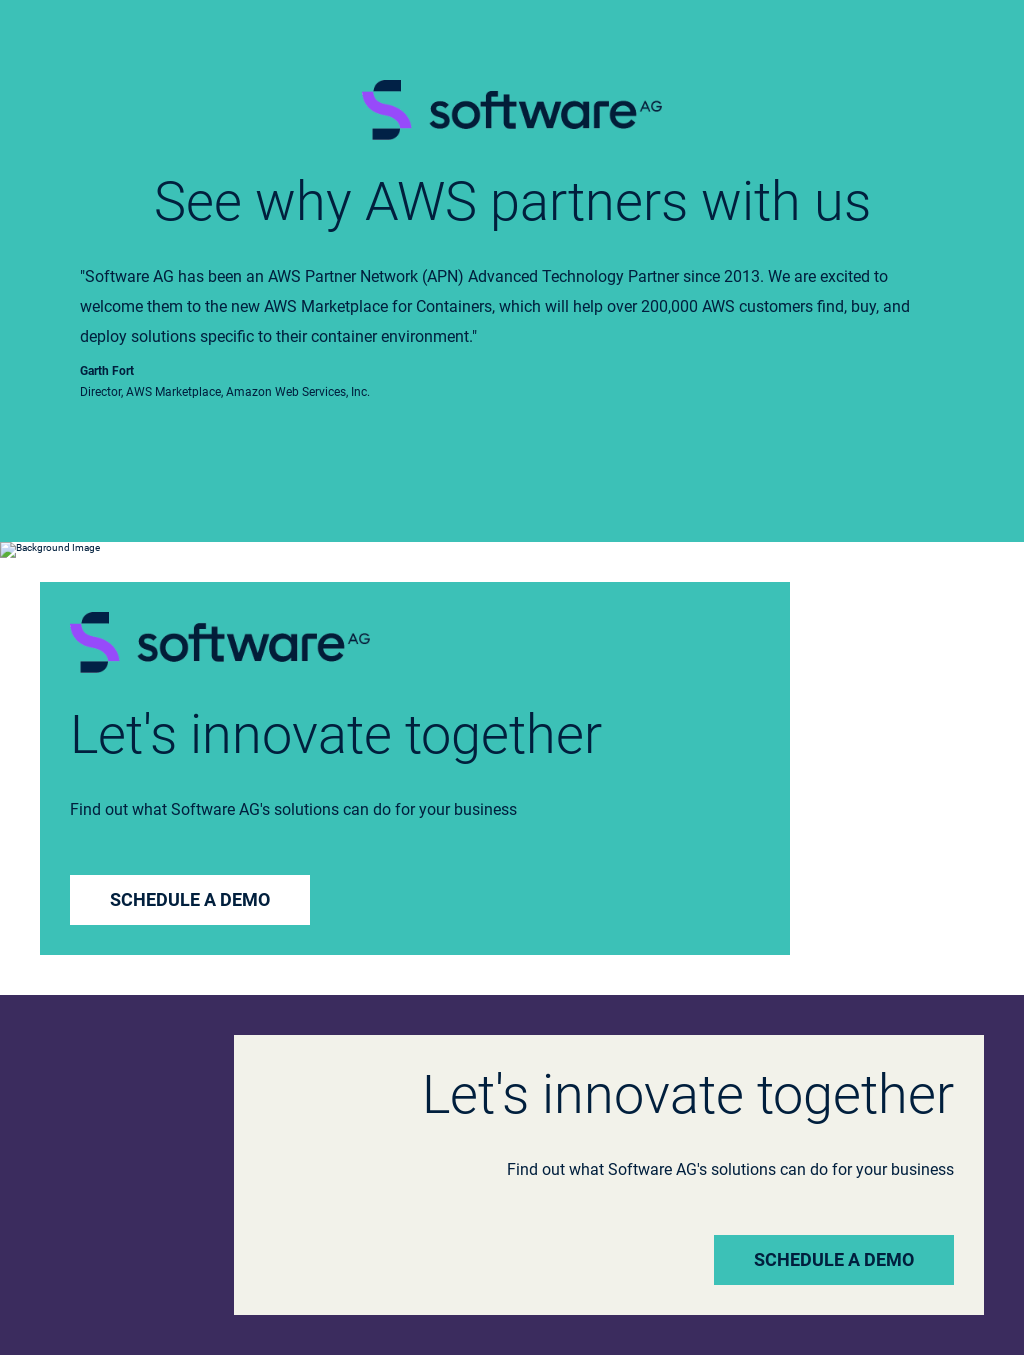 software AG
See why AWS partners with us
"Software AG has been an AWS Partner Network (APN) Advanced Technology Partner since 2013. We are excited to
welcome them to the new AWS Marketplace for Containers, which will help over 200,000 AWS customers find, buy, and
deploy solutions specific to their container environment."
Garth Fort
Director, AWS Marketplace, Amazon Web Services, Inc.
Background Image
software AG
Let's innovate together
Find out what Software AG's solutions can do for your business
SCHEDULE A DEMO
Let's innovate together
Find out what Software AG's solutions can do for your business
SCHEDULE A DEMO